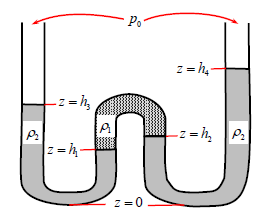 p₀
z = h₄
z = h₃
ρ₂
ρ₁
z = h₂
ρ₂
z = h₁
z = 0